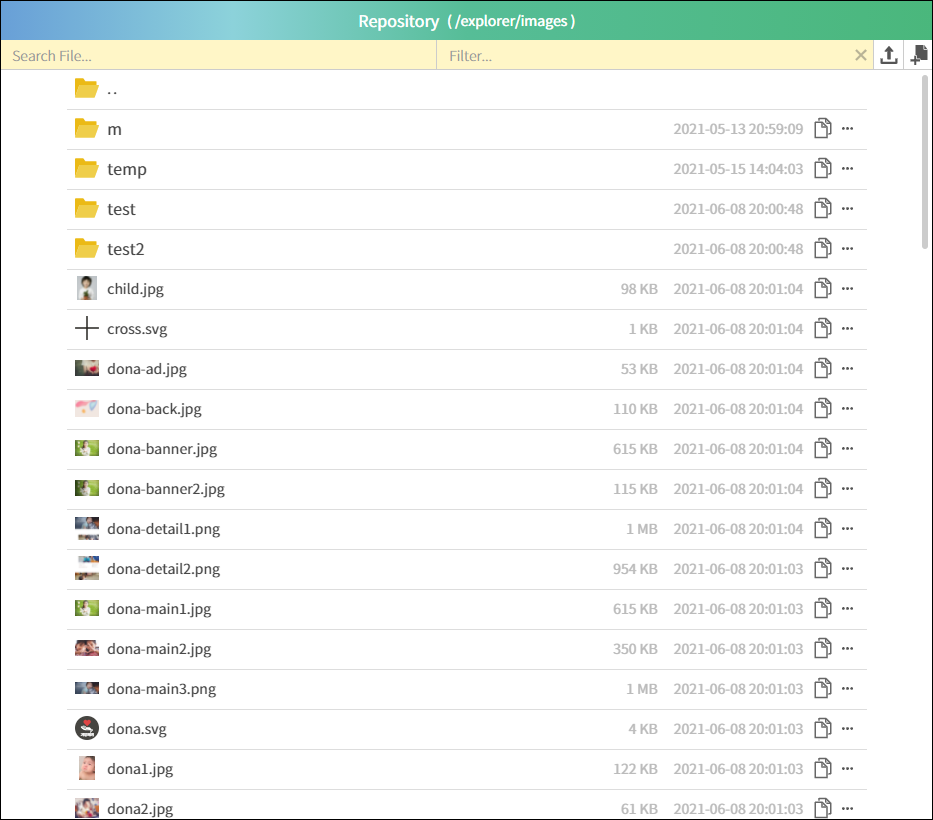 Repository ( /explorer/images )
Search File... Filter...
..
m 2021-05-13 20:59:09
temp 2021-05-15 14:04:03
test 2021-06-08 20:00:48
test2 2021-06-08 20:00:48
child.jpg 98 KB 2021-06-08 20:01:04
cross.svg 1 KB 2021-06-08 20:01:04
dona-ad.jpg 53 KB 2021-06-08 20:01:04
dona-back.jpg 110 KB 2021-06-08 20:01:04
dona-banner.jpg 615 KB 2021-06-08 20:01:04
dona-banner2.jpg 115 KB 2021-06-08 20:01:04
dona-detail1.png 1 MB 2021-06-08 20:01:04
dona-detail2.png 954 KB 2021-06-08 20:01:03
dona-main1.jpg 615 KB 2021-06-08 20:01:03
dona-main2.jpg 350 KB 2021-06-08 20:01:03
dona-main3.png 1 MB 2021-06-08 20:01:03
dona.svg 4 KB 2021-06-08 20:01:03
dona1.jpg 122 KB 2021-06-08 20:01:03
dona2.jpg 61 KB 2021-06-08 20:01:03